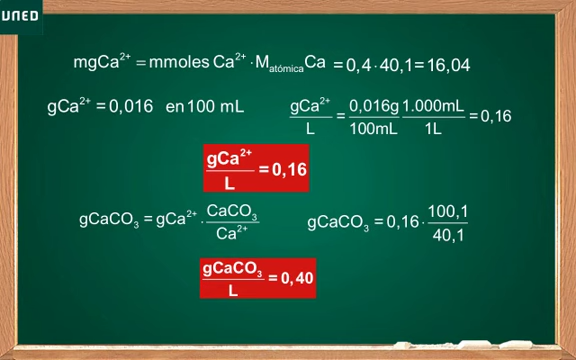 UNED
mgCa²⁺ = mmoles Ca²⁺ · M_atómica Ca = 0,4 · 40,1 = 16,04
gCa²⁺ = 0,016 en 100 mL
gCa²⁺/L = 0,016g/100mL 1.000mL/1L = 0,16
gCa²⁺/L = 0,16
gCaCO₃ = gCa²⁺ · CaCO₃/Ca²⁺
gCaCO₃ = 0,16 · 100,1/40,1
gCaCO₃/L = 0,40